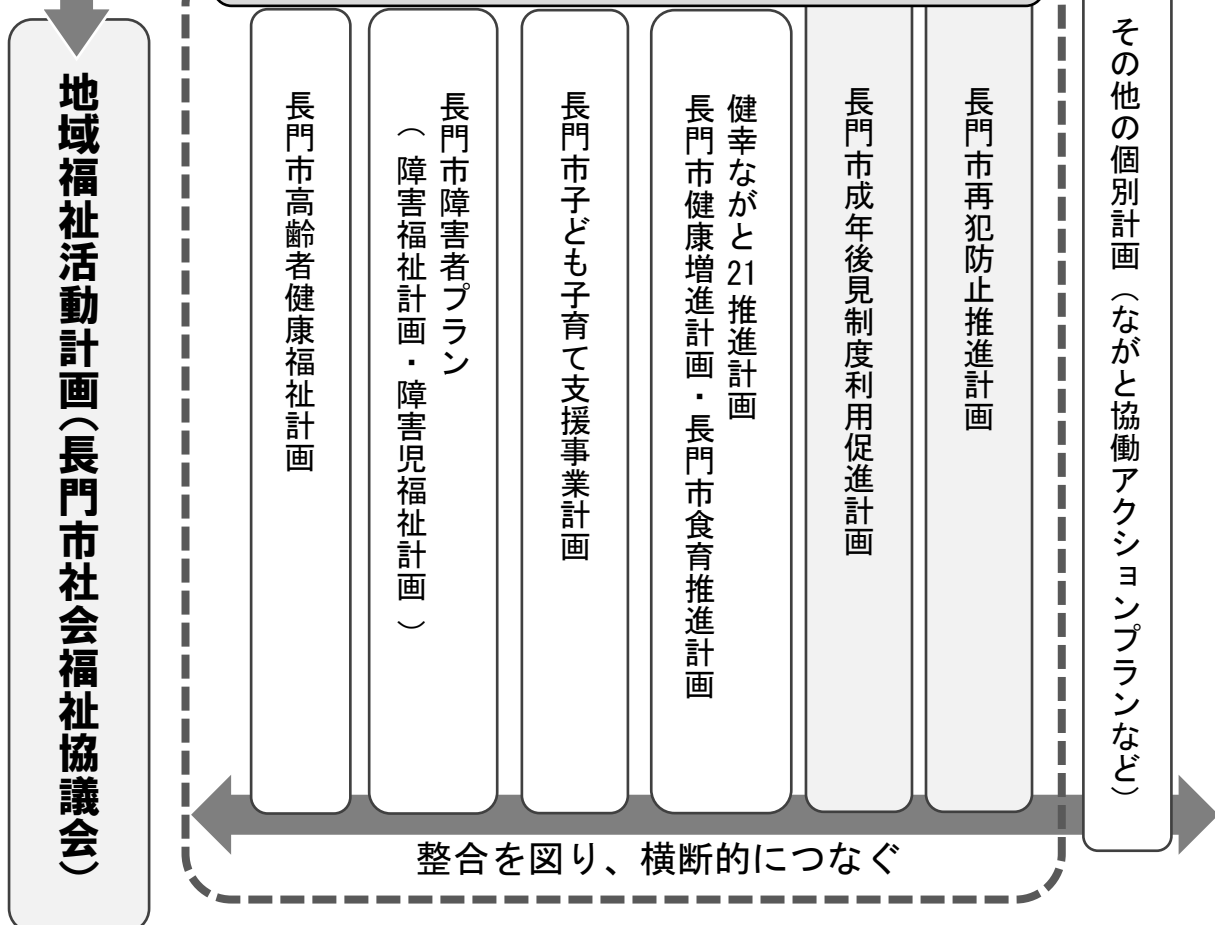 地域福祉活動計画(長門市社会福祉協議会)
長門市高齢者健康福祉計画
長門市障害者プラン
(障害福祉計画・障害児福祉計画)
長門市子ども子育て支援事業計画
健幸ながと21推進計画
長門市健康増進計画・長門市食育推進計画
長門市成年後見制度利用促進計画
長門市再犯防止推進計画
その他の個別計画(ながと協働アクションプランなど)
整合を図り、横断的につなぐ